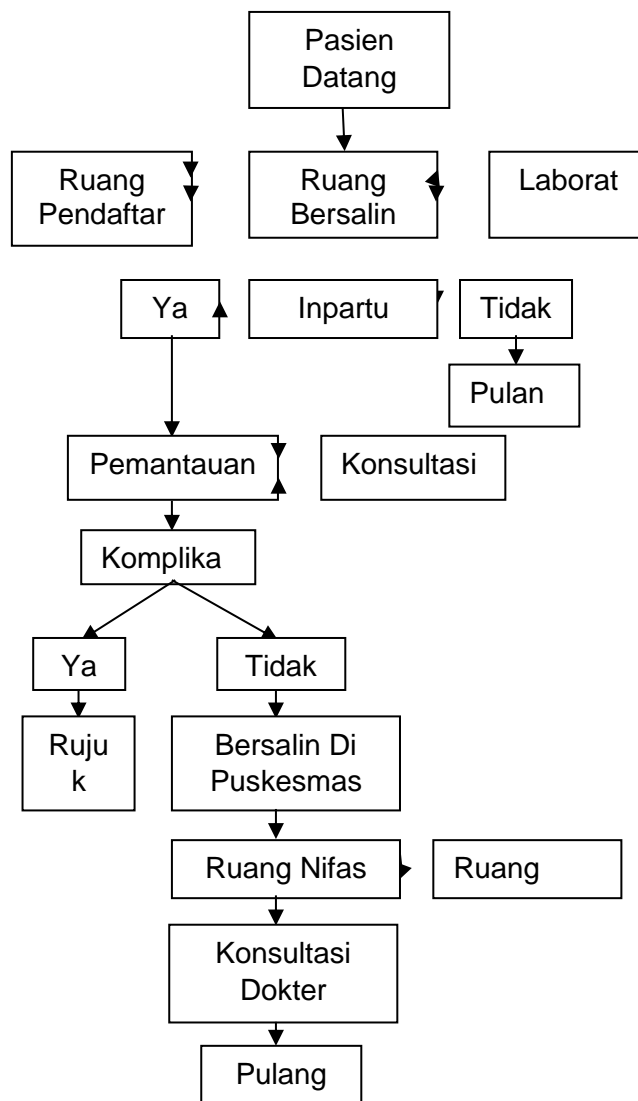 Pasien
Datang
Ruang
Pendaftar
Ruang
Bersalin
Laborat
Ya
Inpartu
Tidak
Pulan
Pemantauan
Konsultasi
Komplika
Ya
Tidak
Ruju
k
Bersalin Di
Puskesmas
Ruang Nifas
Ruang
Konsultasi
Dokter
Pulang